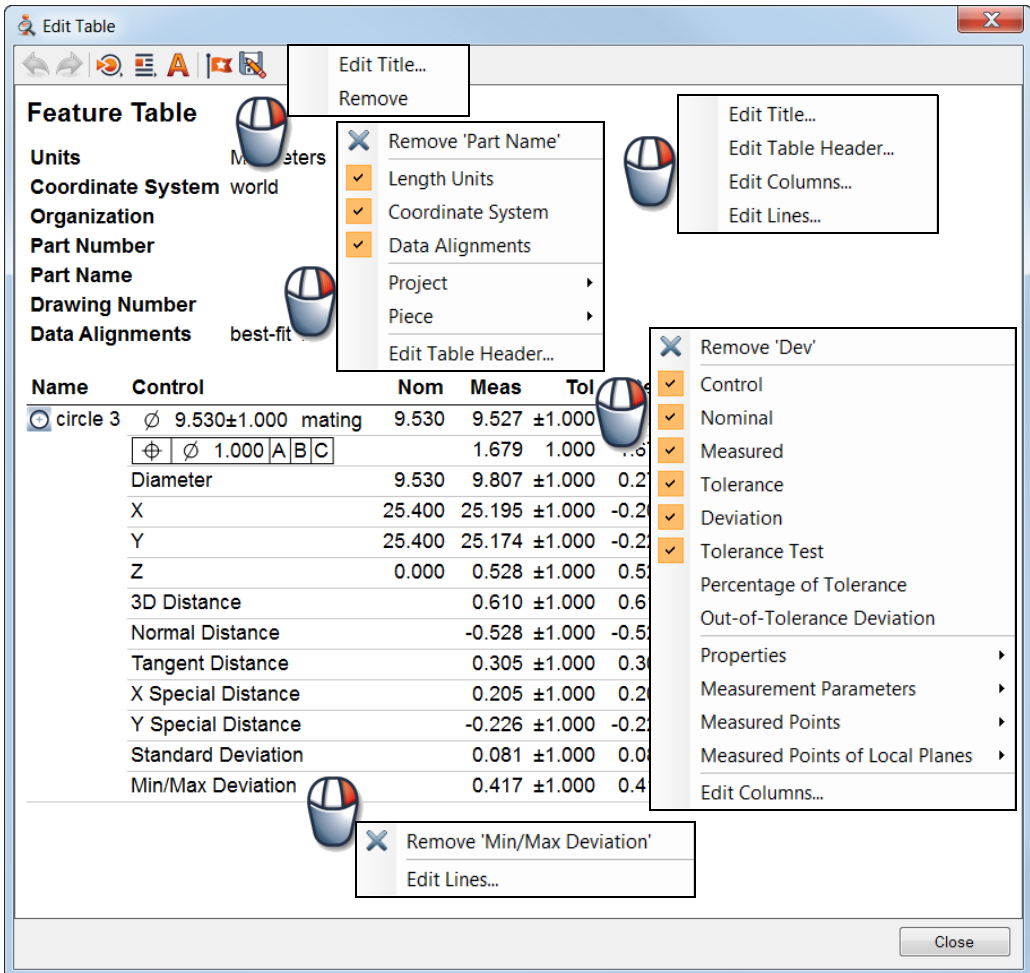 Edit Table
Edit Title...
Remove
Feature Table
Units
Coordinate System world
Organization
Part Number
Part Name
Drawing Number
Data Alignments best-fit
Remove 'Part Name'
Length Units
Coordinate System
Data Alignments
Project
Piece
Edit Table Header...
Edit Title...
Edit Table Header...
Edit Columns...
Edit Lines...
Name Control Nom Meas Tol
circle 3 ⌀ 9.530±1.000 mating 9.530 9.527 ±1.000
⌖ ⌀ 1.000 A B C 1.679 1.000
Diameter 9.530 9.807 ±1.000
X 25.400 25.195 ±1.000
Y 25.400 25.174 ±1.000
Z 0.000 0.528 ±1.000
3D Distance 0.610 ±1.000
Normal Distance -0.528 ±1.000
Tangent Distance 0.305 ±1.000
X Special Distance 0.205 ±1.000
Y Special Distance -0.226 ±1.000
Standard Deviation 0.081 ±1.000
Min/Max Deviation 0.417 ±1.000
Remove 'Dev'
Control
Nominal
Measured
Tolerance
Deviation
Tolerance Test
Percentage of Tolerance
Out-of-Tolerance Deviation
Properties
Measurement Parameters
Measured Points
Measured Points of Local Planes
Edit Columns...
Remove 'Min/Max Deviation'
Edit Lines...
Close